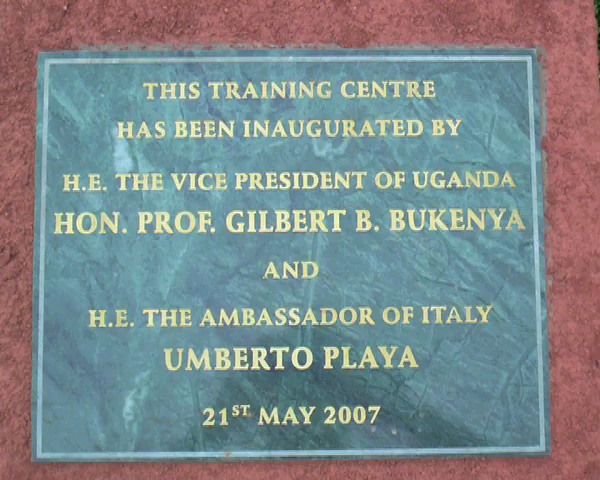 THIS TRAINING CENTRE
HAS BEEN INAUGURATED BY
H.E. THE VICE PRESIDENT OF UGANDA
HON. PROF. GILBERT B. BUKENYA
AND
H.E. THE AMBASSADOR OF ITALY
UMBERTO PLAYA
21ST MAY 2007